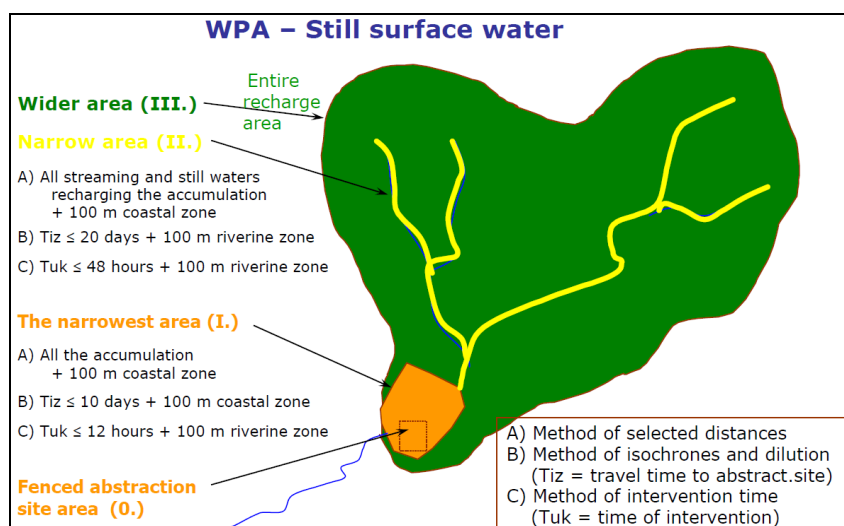 WPA – Still surface water
Entire
recharge
area
Wider area (III.)
Narrow area (II.)
A) All streaming and still waters
recharging the accumulation
+ 100 m coastal zone
B) Tiz ≤ 20 days + 100 m riverine zone
C) Tuk ≤ 48 hours + 100 m riverine zone
The narrowest area (I.)
A) All the accumulation
+ 100 m coastal zone
B) Tiz ≤ 10 days + 100 m coastal zone
C) Tuk ≤ 12 hours + 100 m riverine zone
Fenced abstraction
site area (0.)
A) Method of selected distances
B) Method of isochrones and dilution
(Tiz = travel time to abstract.site)
C) Method of intervention time
(Tuk = time of intervention)